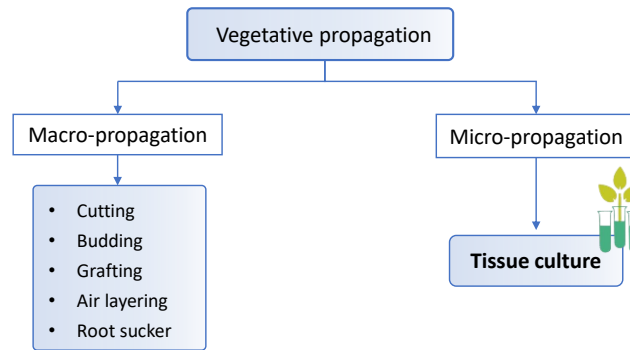 Vegetative propagation
Macro-propagation
Micro-propagation
• Cutting
• Budding
• Grafting
• Air layering
• Root sucker
Tissue culture